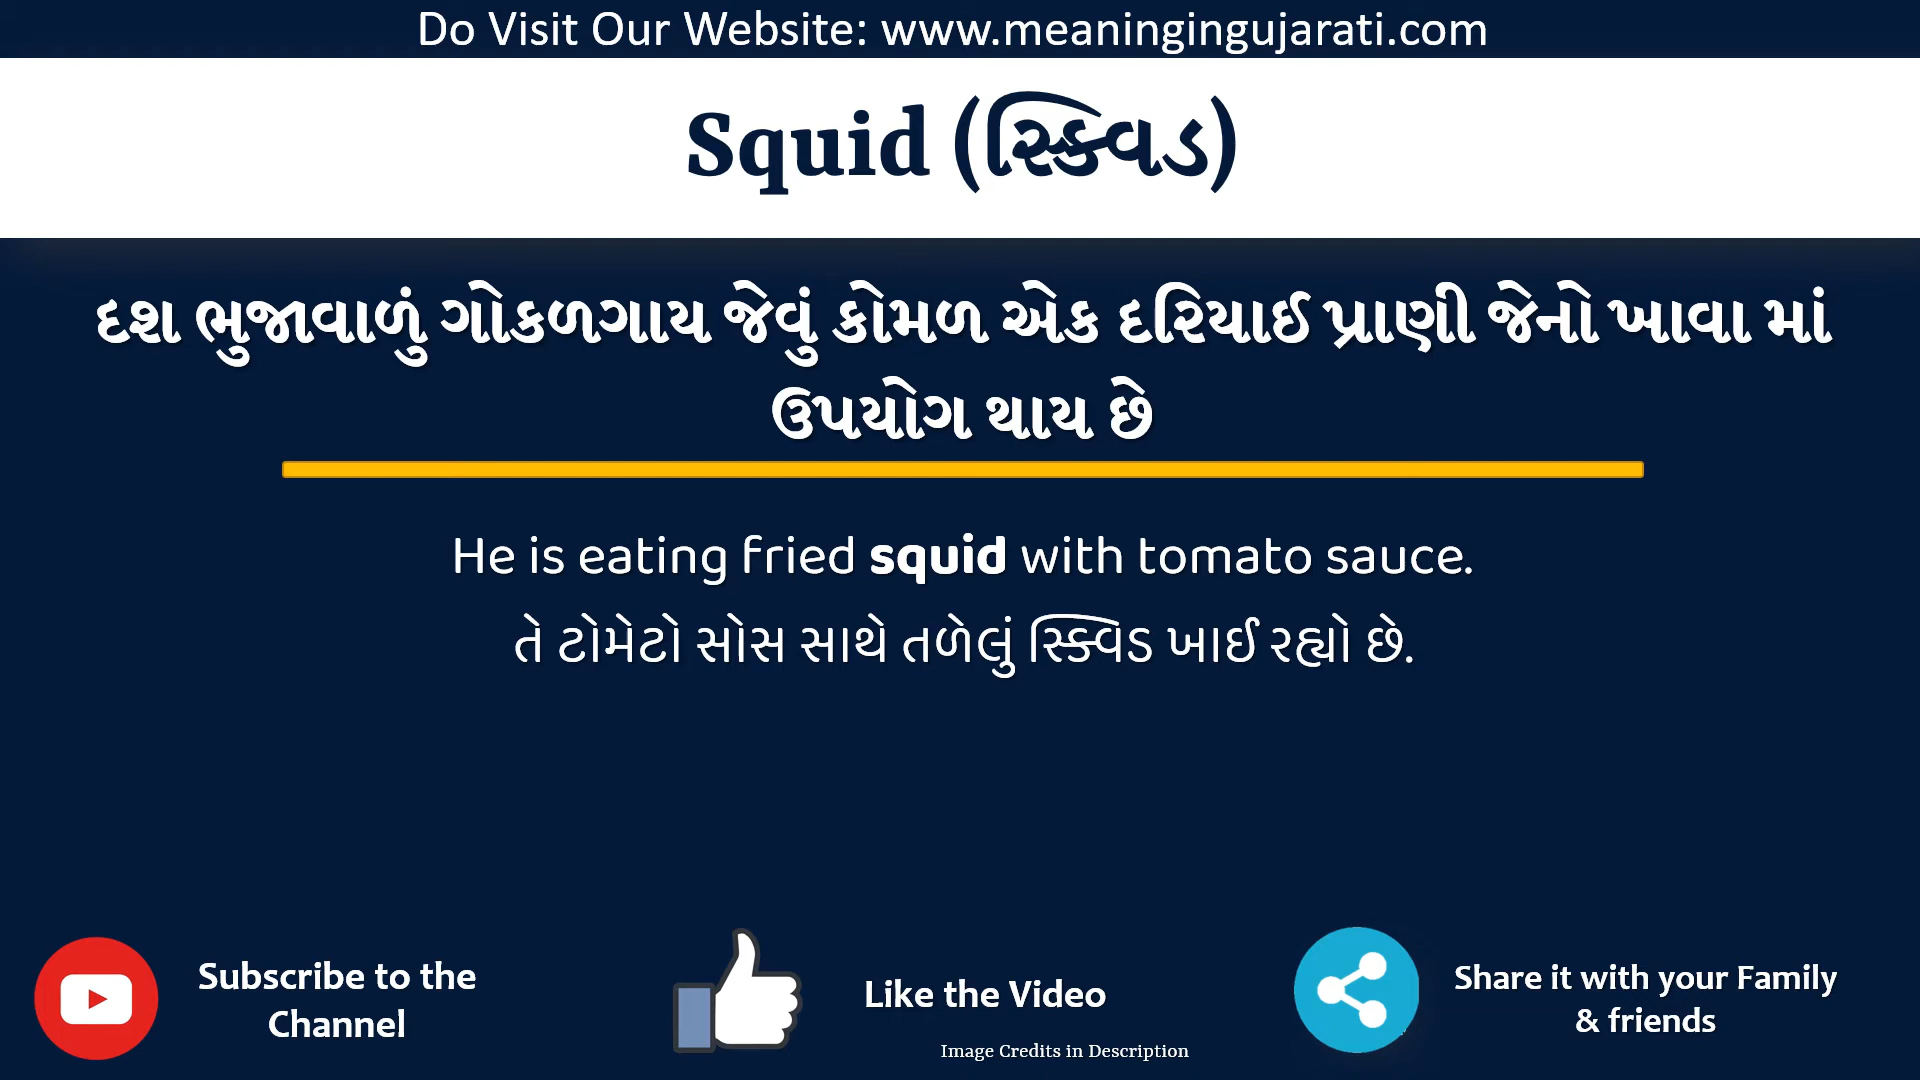 Do Visit Our Website: www.meaningingujarati.com
Squid (સ્ક્વિડ)
દશ ભુજાવાળું ગોકળગાય જેવું કોમળ એક દરિયાઈ પ્રાણી જેનો ખાવા માં
ઉપયોગ થાય છે
He is eating fried squid with tomato sauce.
તે ટોમેટો સોસ સાથે તળેલું સ્ક્વિડ ખાઈ રહ્યો છે.
Subscribe to the
Channel
Like the Video
Share it with your Family
& friends
Image Credits in Description